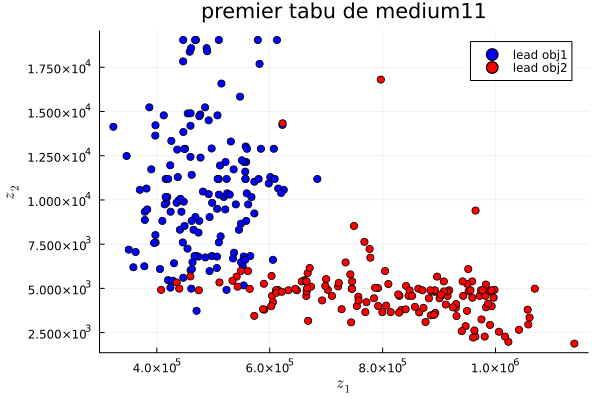 premier tabu de medium11
lead obj1
lead obj2
1.750×10⁴
1.500×10⁴
1.250×10⁴
1.000×10⁴
7.500×10³
5.000×10³
2.500×10³
z₂
4.0×10⁵ 6.0×10⁵ 8.0×10⁵ 1.0×10⁶
z₁